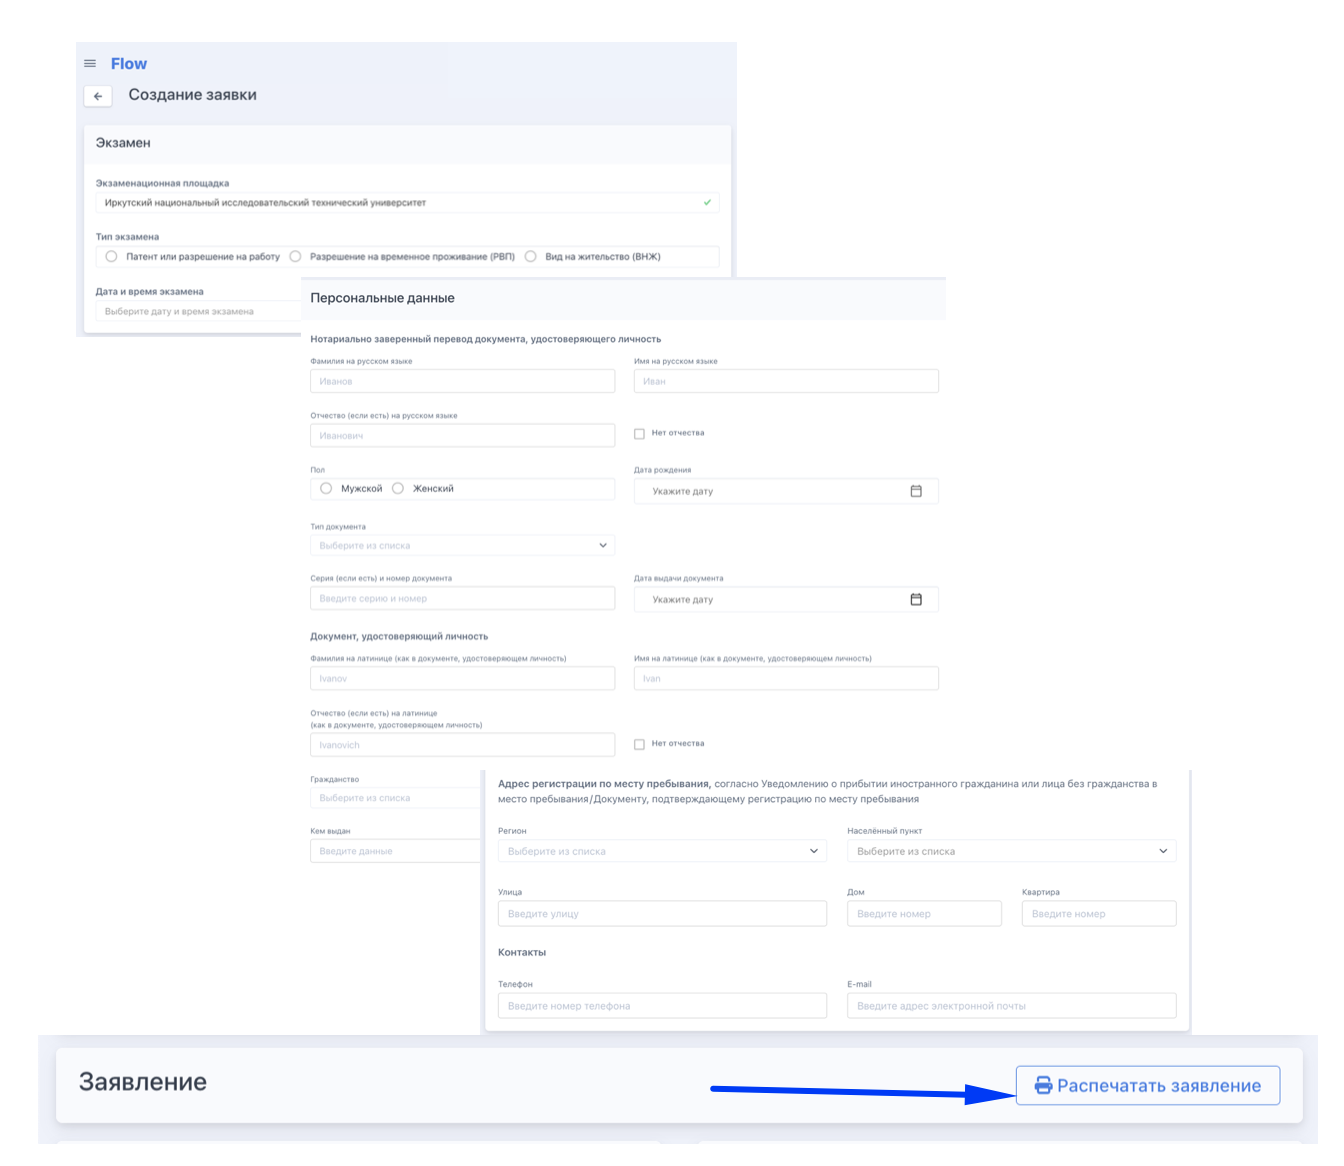 Flow
Создание заявки
Экзамен
Экзаменационная площадка
Иркутский национальный исследовательский технический университет
Тип экзамена
Патент или разрешение на работу Разрешение на временное проживание (РВП) Вид на жительство (ВНЖ)
Дата и время экзамена
Выберите дату и время экзамена
Персональные данные
Нотариально заверенный перевод документа, удостоверяющего личность
Фамилия на русском языке Имя на русском языке
Иванов Иван
Отчество (если есть) на русском языке
Иванович Нет отчества
Пол Дата рождения
Мужской Женский Укажите дату
Тип документа
Выберите из списка
Серия (если есть) и номер документа Дата выдачи документа
Введите серию и номер Укажите дату
Документ, удостоверяющий личность
Фамилия на латинице (как в документе, удостоверяющем личность) Имя на латинице (как в документе, удостоверяющем личность)
Ivanov Ivan
Отчество (если есть) на латинице
(как в документе, удостоверяющем личность)
Ivanovich Нет отчества
Гражданство
Выберите из списка
Кем выдан
Введите данные
Адрес регистрации по месту пребывания, согласно Уведомлению о прибытии иностранного гражданина или лица без гражданства в
место пребывания/Документу, подтверждающему регистрацию по месту пребывания
Регион Населённый пункт
Выберите из списка Выберите из списка
Улица Дом Квартира
Введите улицу Введите номер Введите номер
Контакты
Телефон E-mail
Введите номер телефона Введите адрес электронной почты
Заявление Распечатать заявление